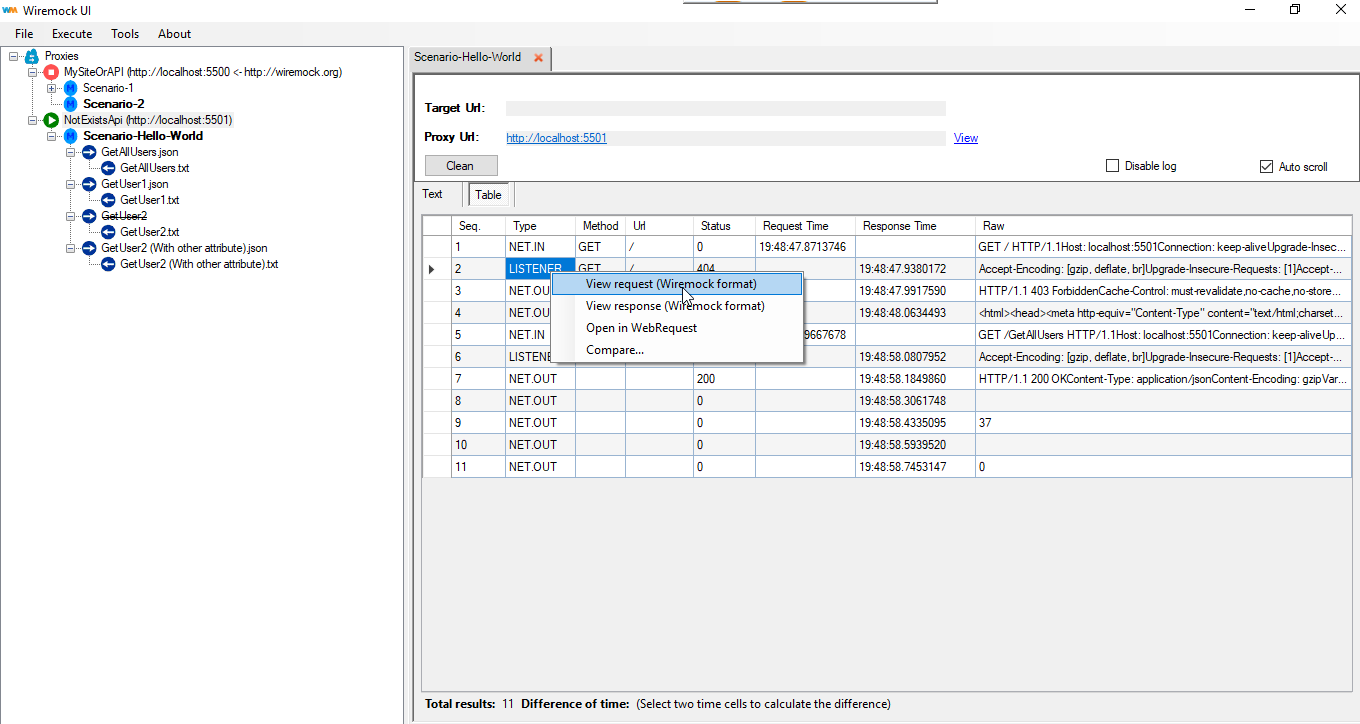 WM Wiremock UI
File Execute Tools About
Proxies
MySiteOrAPI (http://localhost:5500 <- http://wiremock.org)
M Scenario-1
M Scenario-2
NotExistsApi (http://localhost:5501)
M Scenario-Hello-World
GetAllUsers.json
GetAllUsers.txt
GetUser1.json
GetUser1.txt
GetUser2
GetUser2.txt
GetUser2 (With other attribute).json
GetUser2 (With other attribute).txt
Scenario-Hello-World
Target Url:
Proxy Url: http://localhost:5501 View
Clean Disable log Auto scroll
Text Table
Seq. Type Method Url Status Request Time Response Time Raw
1 NET.IN GET / 0 19:48:47.8713746 GET / HTTP/1.1Host: localhost:5501Connection: keep-aliveUpgrade-Insec...
2 LISTENER GET / 404 19:48:47.9380172 Accept-Encoding: [gzip, deflate, br]Upgrade-Insecure-Requests: [1]Accept-...
View request (Wiremock format)
3 NET.OU 19:48:47.9917590 HTTP/1.1 403 ForbiddenCache-Control: must-revalidate,no-cache,no-store...
View response (Wiremock format)
4 NET.OU 19:48:48.0634493 <html><head><meta http-equiv="Content-Type" content="text/html;charset...
Open in WebRequest
5 NET.IN 9667678 GET /GetAllUsers HTTP/1.1Host: localhost:5501Connection: keep-aliveUp...
Compare...
6 LISTENE 19:48:58.0807952 Accept-Encoding: [gzip, deflate, br]Upgrade-Insecure-Requests: [1]Accept-...
7 NET.OUT 200 19:48:58.1849860 HTTP/1.1 200 OKContent-Type: application/jsonContent-Encoding: gzipVar...
8 NET.OUT 0 19:48:58.3061748
9 NET.OUT 0 19:48:58.4335095 37
10 NET.OUT 0 19:48:58.5939520
11 NET.OUT 0 19:48:58.7453147 0
Total results: 11 Difference of time: (Select two time cells to calculate the difference)